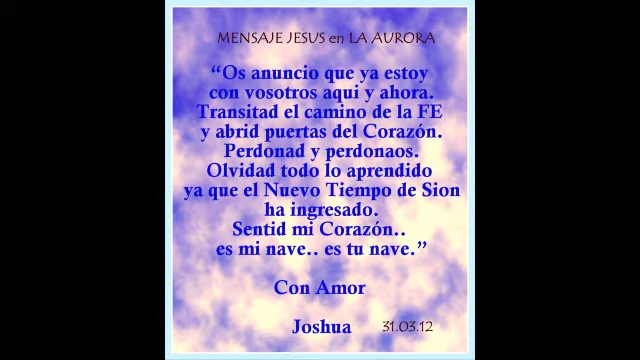 MENSAJE JESUS en LA AURORA
“Os anuncio que ya estoy
con vosotros aqui y ahora.
Transitad el camino de la FE
y abrid puertas del Corazón.
Perdonad y perdonaos.
Olvidad todo lo aprendido
ya que el Nuevo Tiempo de Sion
ha ingresado.
Sentid mi Corazón..
es mi nave.. es tu nave.”
Con Amor
Joshua 31.03.12